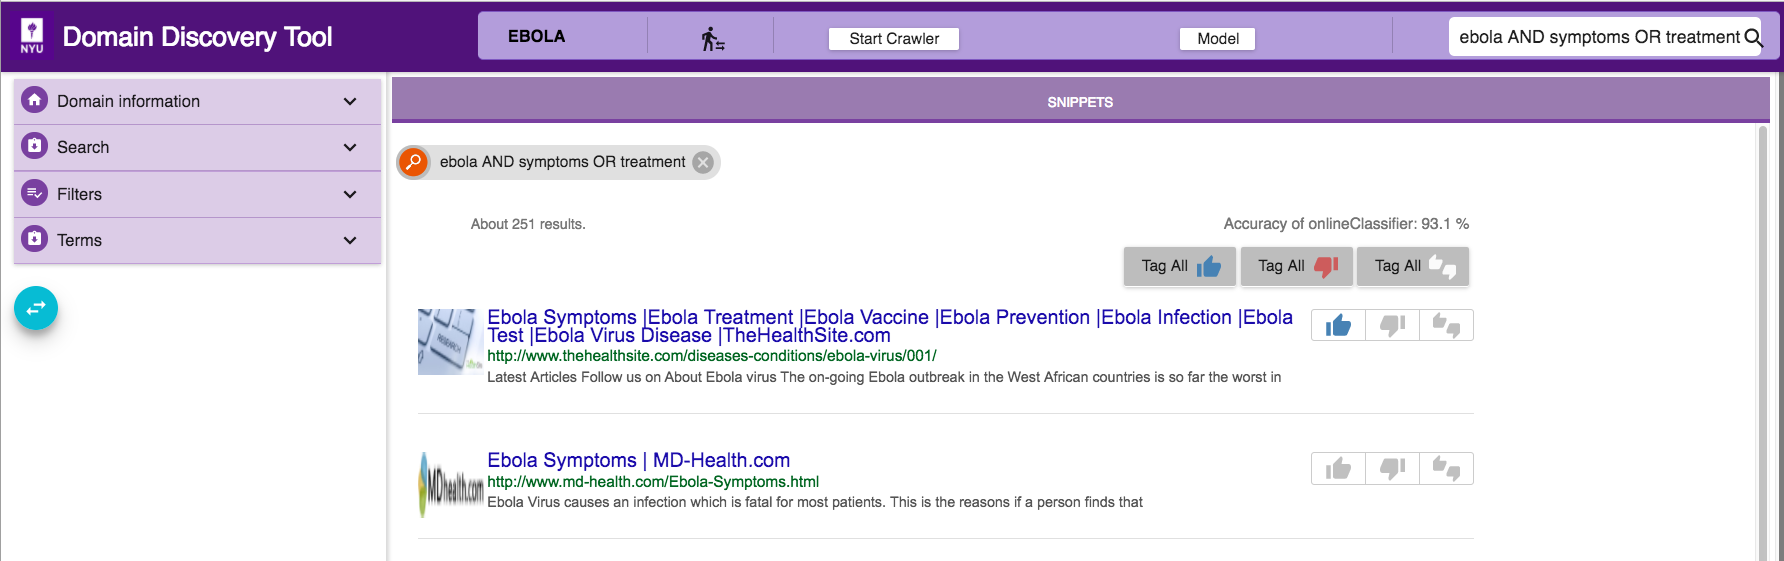 NYU
Domain Discovery Tool
EBOLA
Start Crawler
Model
ebola AND symptoms OR treatment
Domain information
Search
Filters
Terms
SNIPPETS
ebola AND symptoms OR treatment
About 251 results.
Accuracy of onlineClassifier: 93.1 %
Tag All
Tag All
Tag All
RESEARCH
Ebola Symptoms |Ebola Treatment |Ebola Vaccine |Ebola Prevention |Ebola Infection |Ebola
Test |Ebola Virus Disease |TheHealthSite.com
http://www.thehealthsite.com/diseases-conditions/ebola-virus/001/
Latest Articles Follow us on About Ebola virus The on-going Ebola outbreak in the West African countries is so far the worst in
MDhealth.com
Ebola Symptoms | MD-Health.com
http://www.md-health.com/Ebola-Symptoms.html
Ebola Virus causes an infection which is fatal for most patients. This is the reasons if a person finds that